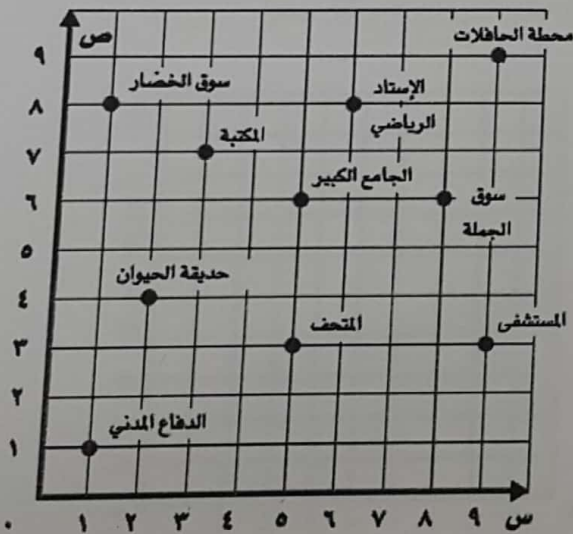 ص
محطة الحافلات
٩
سوق الخضار
الإستاد
الرياضي
٨
المكتبة
٧
الجامع الكبير
سوق
الجملة
٦
٥
حديقة الحيوان
٤
المتحف
المستشفى
٣
٢
الدفاع المدني
١
٠ ١ ٢ ٣ ٤ ٥ ٦ ٧ ٨ ٩ س